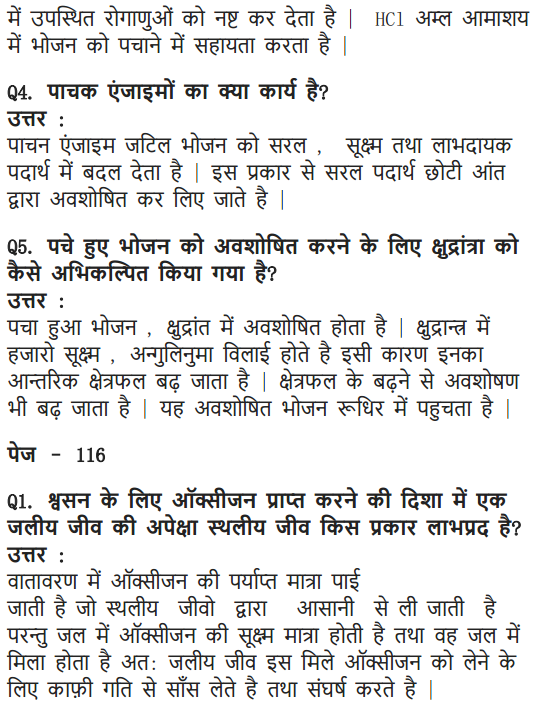 में उपस्थित रोगाणुओं को नष्ट कर देता है | HCl अम्ल आमाशय
में भोजन को पचाने में सहायता करता है |
Q4. पाचक एंजाइमों का क्या कार्य है?
उत्तर :
पाचन एंजाइम जटिल भोजन को सरल , सूक्ष्म तथा लाभदायक
पदार्थ में बदल देता है | इस प्रकार से सरल पदार्थ छोटी आंत
द्वारा अवशोषित कर लिए जाते है |
Q5. पचे हुए भोजन को अवशोषित करने के लिए क्षुद्रांत्रा को
कैसे अभिकल्पित किया गया है?
उत्तर :
पचा हुआ भोजन , क्षुद्रांत में अवशोषित होता है | क्षुद्रान्त्र में
हजारो सूक्ष्म , अन्गुलिनुमा विलाई होते है इसी कारण इनका
आन्तरिक क्षेत्रफल बढ़ जाता है | क्षेत्रफल के बढ़ने से अवशोषण
भी बढ़ जाता है | यह अवशोषित भोजन रूधिर में पहुचता है |
पेज - 116
Q1. श्वसन के लिए ऑक्सीजन प्राप्त करने की दिशा में एक
जलीय जीव की अपेक्षा स्थलीय जीव किस प्रकार लाभप्रद है?
उत्तर :
वातावरण में ऑक्सीजन की पर्याप्त मात्रा पाई
जाती है जो स्थलीय जीवो द्वारा आसानी से ली जाती है
परन्तु जल में ऑक्सीजन की सूक्ष्म मात्रा होती है तथा वह जल में
मिला होता है अत: जलीय जीव इस मिले ऑक्सीजन को लेने के
लिए काफ़ी गति से साँस लेते है तथा संघर्ष करते है |